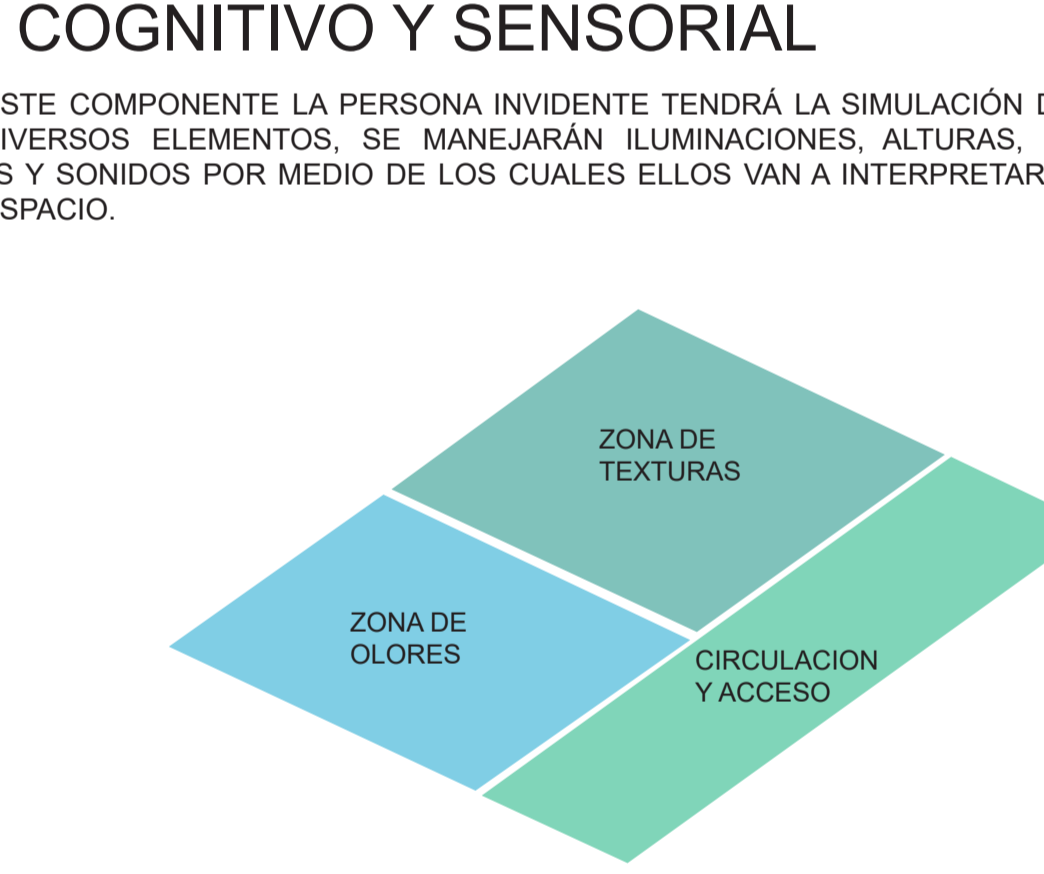 COGNITIVO Y SENSORIAL
STE COMPONENTE LA PERSONA INVIDENTE TENDRÁ LA SIMULACIÓN
IVERSOS ELEMENTOS, SE MANEJARÁN ILUMINACIONES, ALTURAS,
S Y SONIDOS POR MEDIO DE LOS CUALES ELLOS VAN A INTERPRETAR
SPACIO.
ZONA DE
TEXTURAS
ZONA DE
OLORES
CIRCULACION
Y ACCESO